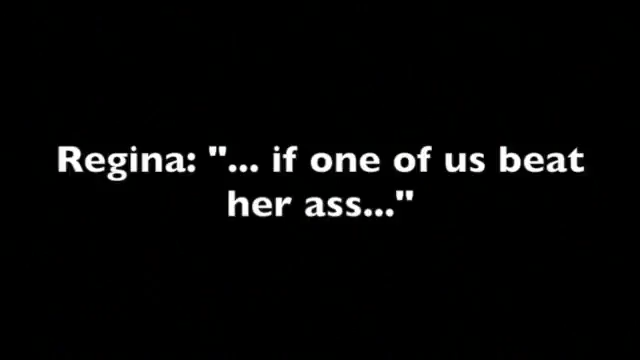 Regina: "... if one of us beat
her ass..."